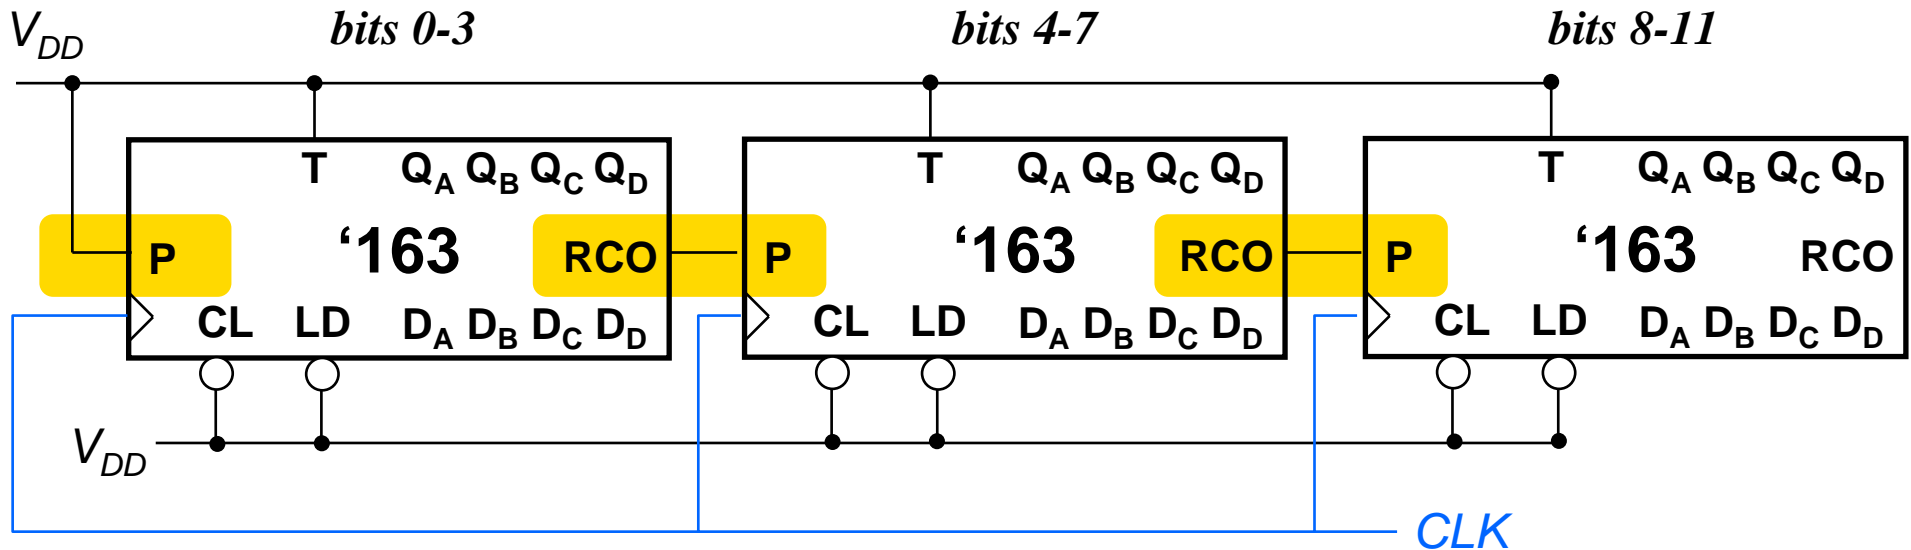 V_DD bits 0-3 bits 4-7 bits 8-11
T Q_A Q_B Q_C Q_D T Q_A Q_B Q_C Q_D T Q_A Q_B Q_C Q_D
P ‘163 RCO P ‘163 RCO P ‘163 RCO
CL LD D_A D_B D_C D_D CL LD D_A D_B D_C D_D CL LD D_A D_B D_C D_D
V_DD
CLK